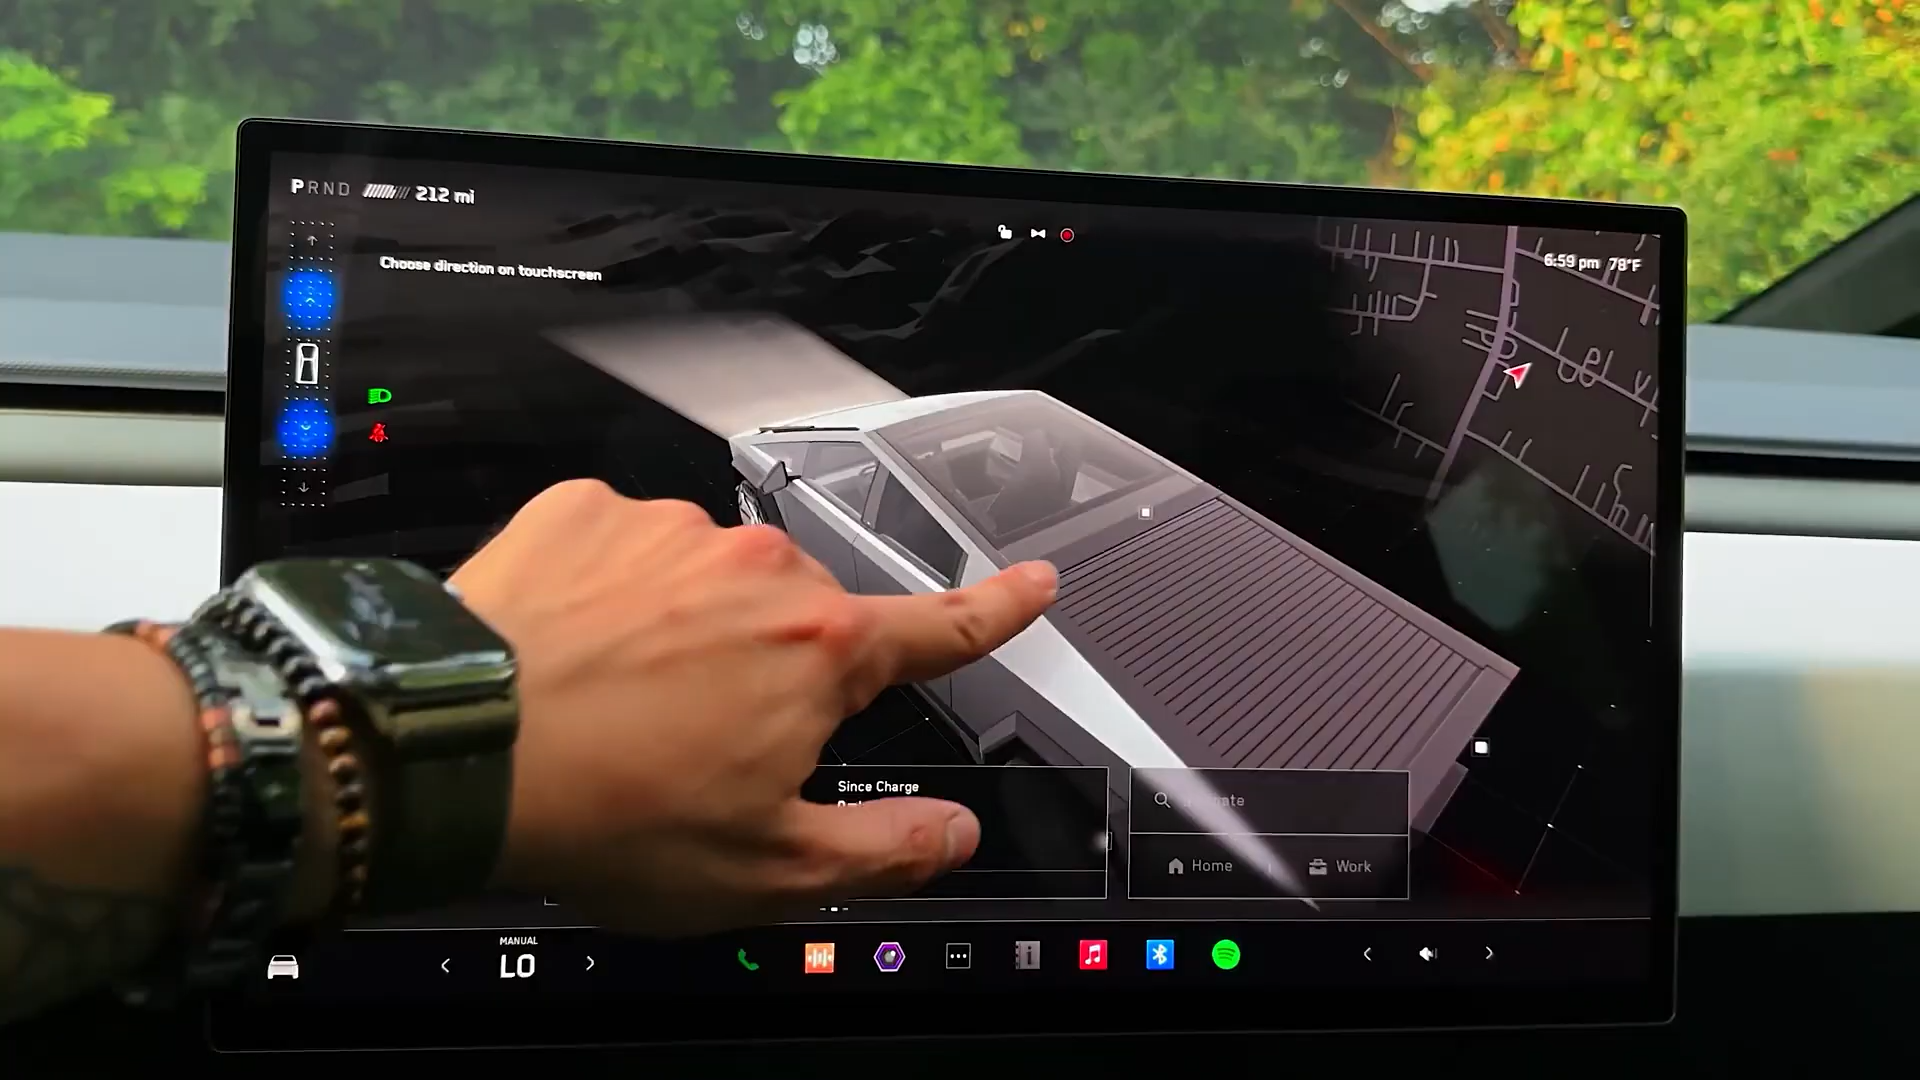 PRND 212 mi
Choose direction on touchscreen
6:59 pm 78°F
Since Charge
Home
Work
MANUAL
LO